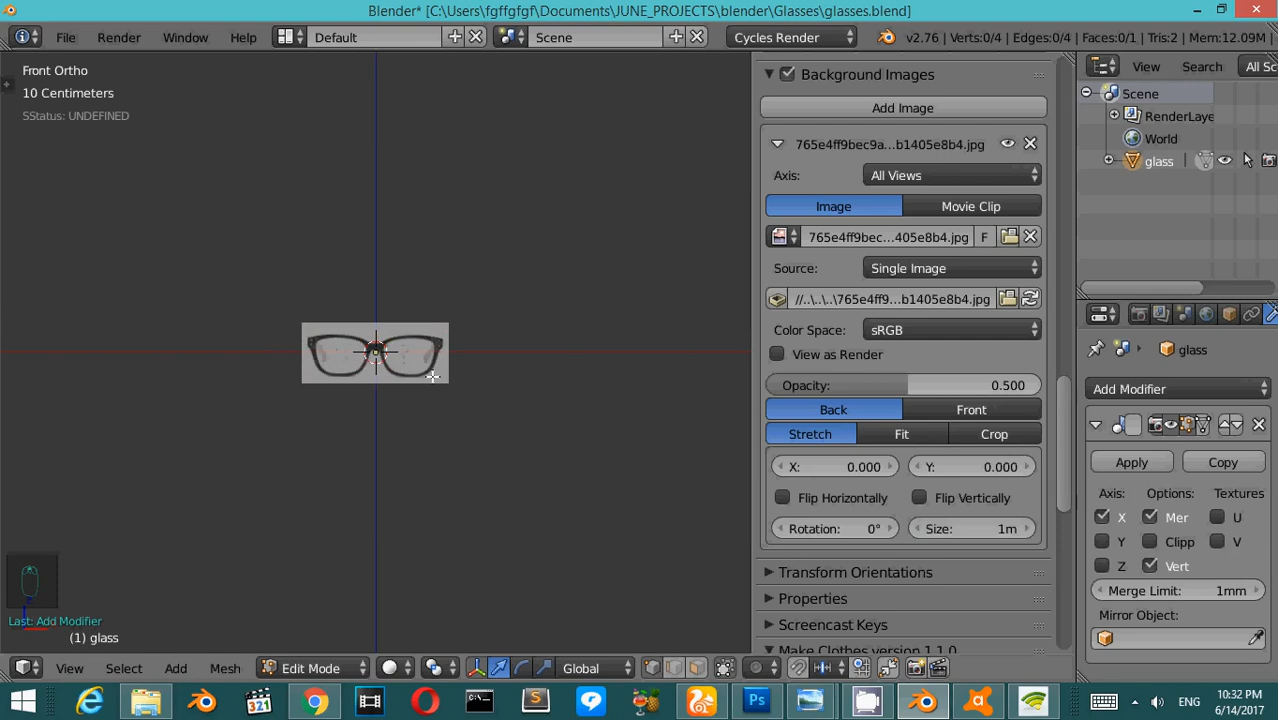 Blender* [C:\Users\fgffgfgf\Documents\JUNE_PROJECTS\blender\Glasses\glasses.blend]
File Render Window Help Default Scene Cycles Render v2.76 | Verts:0/4 | Edges:0/4 | Faces:0/1 | Tris:2 | Mem:12.09M
Front Ortho
10 Centimeters
SStatus: UNDEFINED
Last: Add Modifier
(1) glass
View Select Add Mesh Edit Mode Global
Background Images
Add Image
765e4ff9bec9a...b1405e8b4.jpg
Axis: All Views
Image Movie Clip
765e4ff9bec...405e8b4.jpg F
Source: Single Image
//..\..\..\765e4ff9...b1405e8b4.jpg
Color Space: sRGB
View as Render
Opacity: 0.500
Back Front
Stretch Fit Crop
X: 0.000 Y: 0.000
Flip Horizontally Flip Vertically
Rotation: 0° Size: 1m
Transform Orientations
Properties
Screencast Keys
Make Clothes version 1.1.0
View Search All Sc
Scene
RenderLaye
World
glass
glass
Add Modifier
Apply Copy
Axis: Options: Textures
X Mer U
Y Clipp V
Z Vert
Merge Limit: 1mm
Mirror Object:
321
Ps
ENG
10:32 PM
6/14/2017